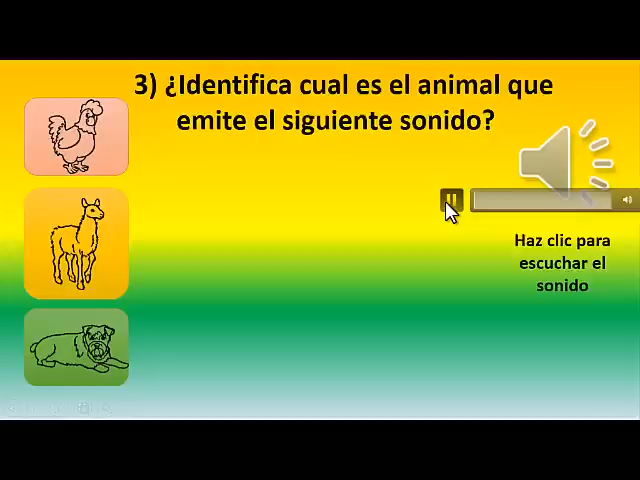 3) ¿Identifica cual es el animal que
emite el siguiente sonido?
Haz clic para
escuchar el
sonido